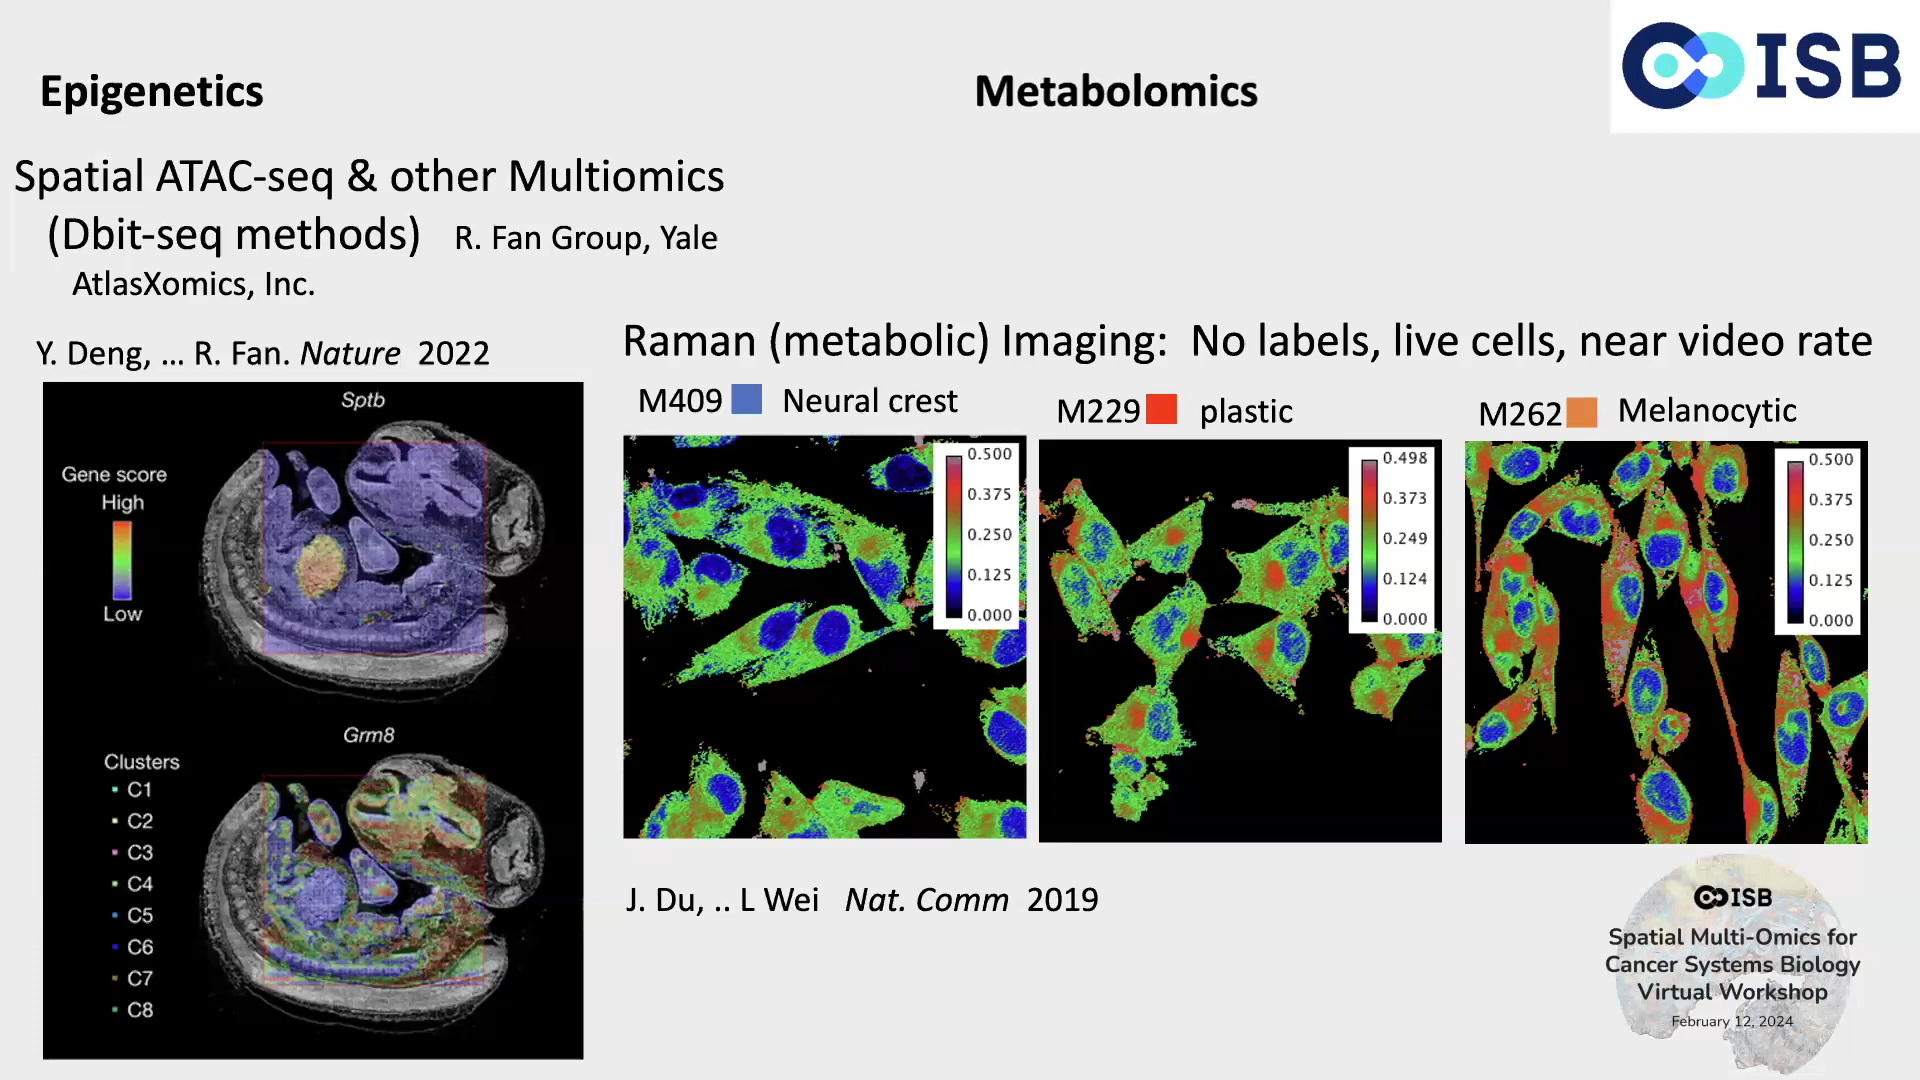 Epigenetics
Metabolomics
ISB
Spatial ATAC-seq & other Multiomics
(Dbit-seq methods) R. Fan Group, Yale
AtlasXomics, Inc.
Y. Deng, ... R. Fan. Nature 2022
Sptb
Gene score
High
Low
Grm8
Clusters
C1
C2
C3
C4
C5
C6
C7
C8
Raman (metabolic) Imaging: No labels, live cells, near video rate
M409 Neural crest
0.500
0.375
0.250
0.125
0.000
M229 plastic
0.498
0.373
0.249
0.124
0.000
M262 Melanocytic
0.500
0.375
0.250
0.125
0.000
J. Du, .. L Wei Nat. Comm 2019
ISB
Spatial Multi-Omics for
Cancer Systems Biology
Virtual Workshop
February 12, 2024